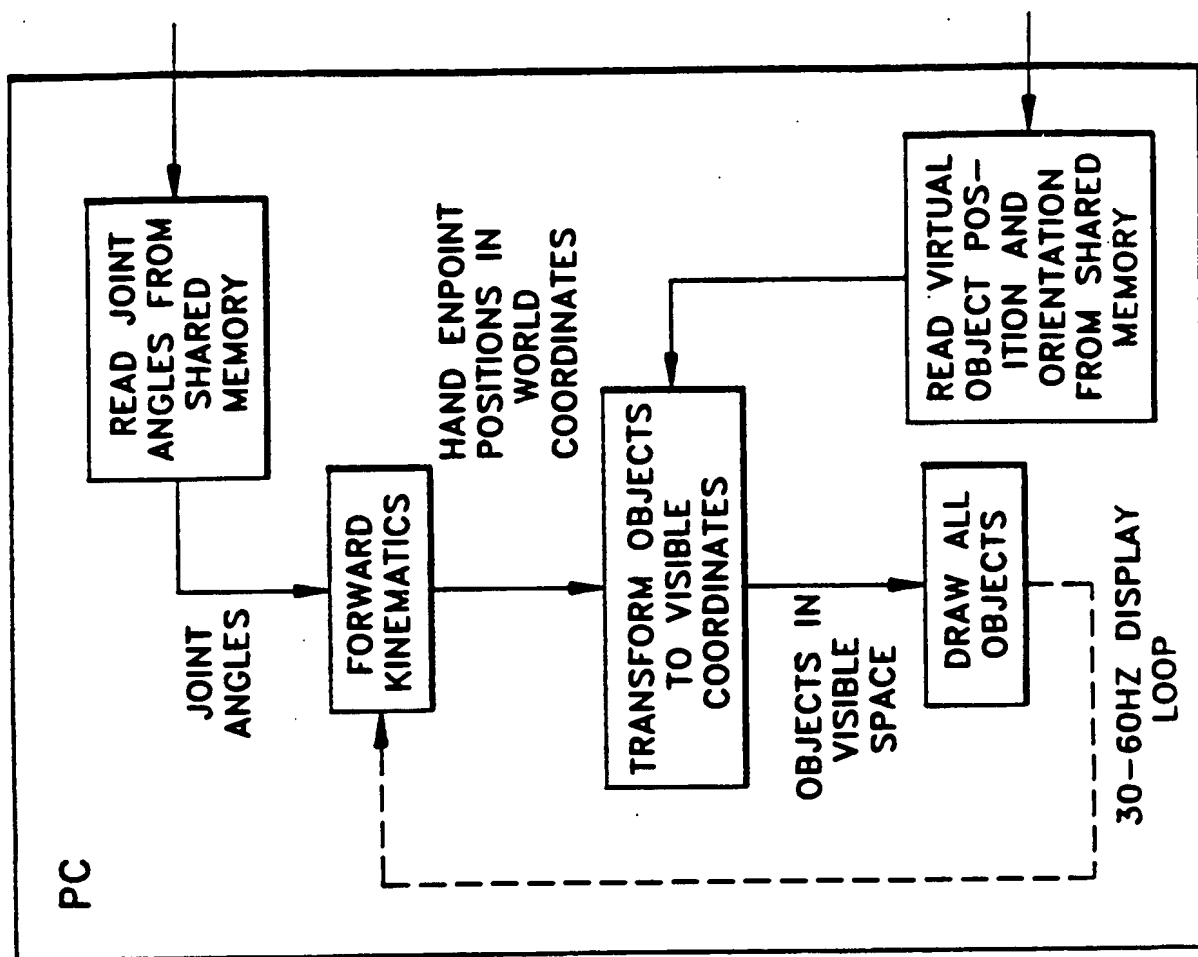 PC
READ JOINT
ANGLES FROM
SHARED
MEMORY
JOINT
ANGLES
FORWARD
KINEMATICS
HAND ENPOINT
POSITIONS IN
WORLD
COORDINATES
TRANSFORM OBJECTS
TO VISIBLE
COORDINATES
READ VIRTUAL
OBJECT POS-
ITION AND
ORIENTATION
FROM SHARED
MEMORY
OBJECTS IN
VISIBLE
SPACE
DRAW ALL
OBJECTS
30-60HZ DISPLAY
LOOP